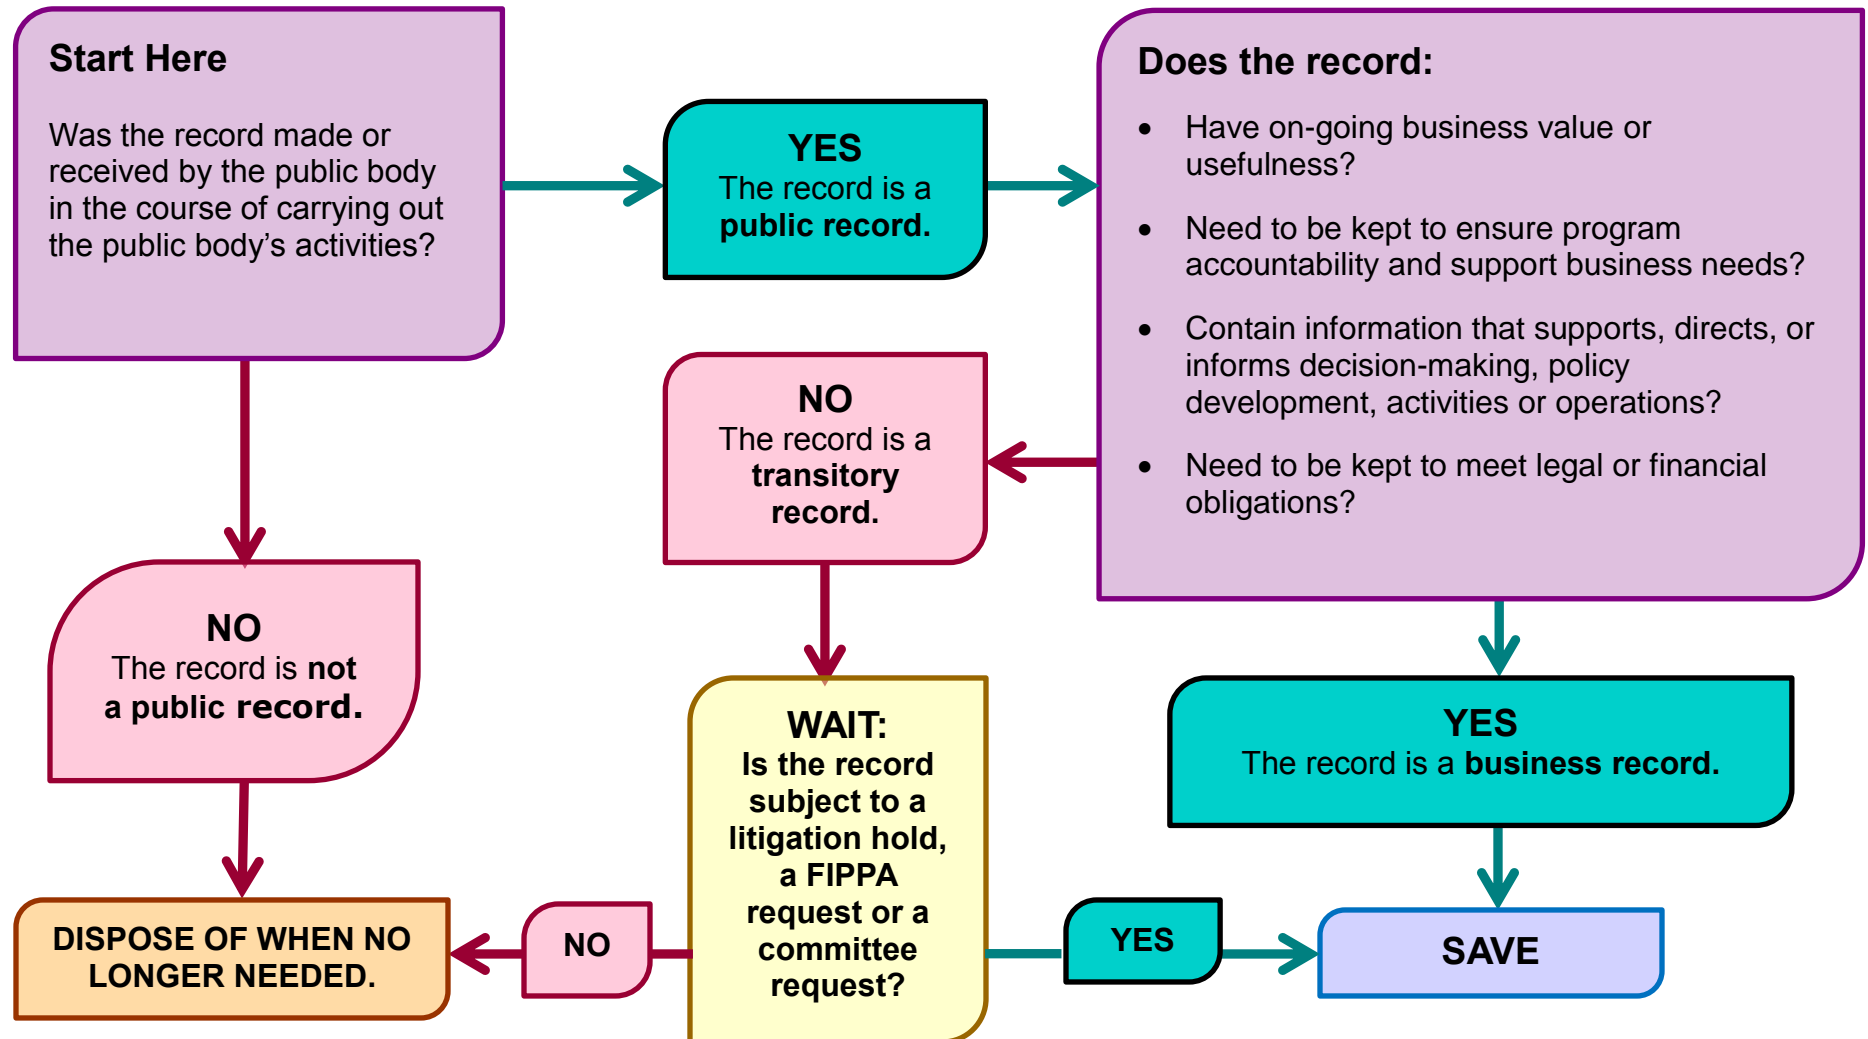 Start Here
Was the record made or
received by the public body
in the course of carrying out
the public body’s activities?
YES
The record is a
public record.
Does the record:
• Have on-going business value or
usefulness?
• Need to be kept to ensure program
accountability and support business needs?
• Contain information that supports, directs, or
informs decision-making, policy
development, activities or operations?
• Need to be kept to meet legal or financial
obligations?
NO
The record is a
transitory
record.
NO
The record is not
a public record.
WAIT:
Is the record
subject to a
litigation hold,
a FIPPA
request or a
committee
request?
YES
The record is a business record.
DISPOSE OF WHEN NO
LONGER NEEDED.
NO
YES
SAVE